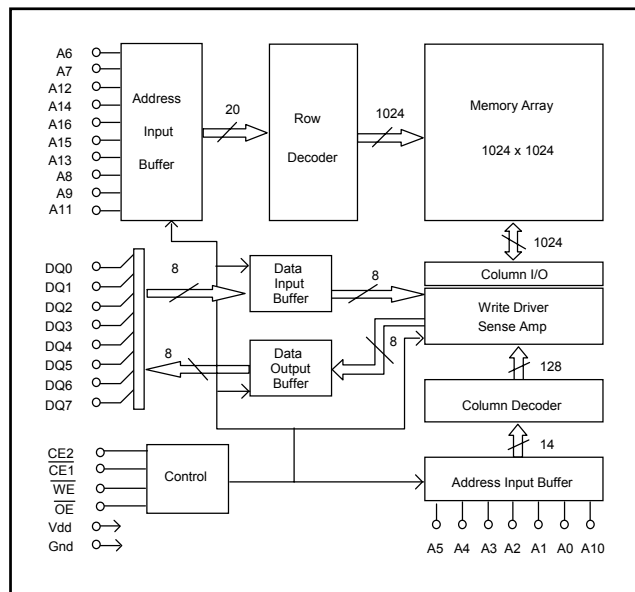 A6
A7
A12
A14
A16
A15
A13
A8
A9
A11
Address
Input
Buffer
20
Row
Decoder
1024
Memory Array
1024 x 1024
1024
DQ0
DQ1
DQ2
DQ3
DQ4
DQ5
DQ6
DQ7
8
Data
Input
Buffer
8
Column I/O
Write Driver
Sense Amp
8
Data
Output
Buffer
8
128
Column Decoder
14
Address Input Buffer
CE2
CE1
WE
OE
Vdd
Gnd
Control
A5 A4 A3 A2 A1 A0 A10